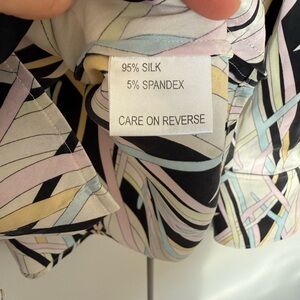 95% SILK
5% SPANDEX
CARE ON REVERSE